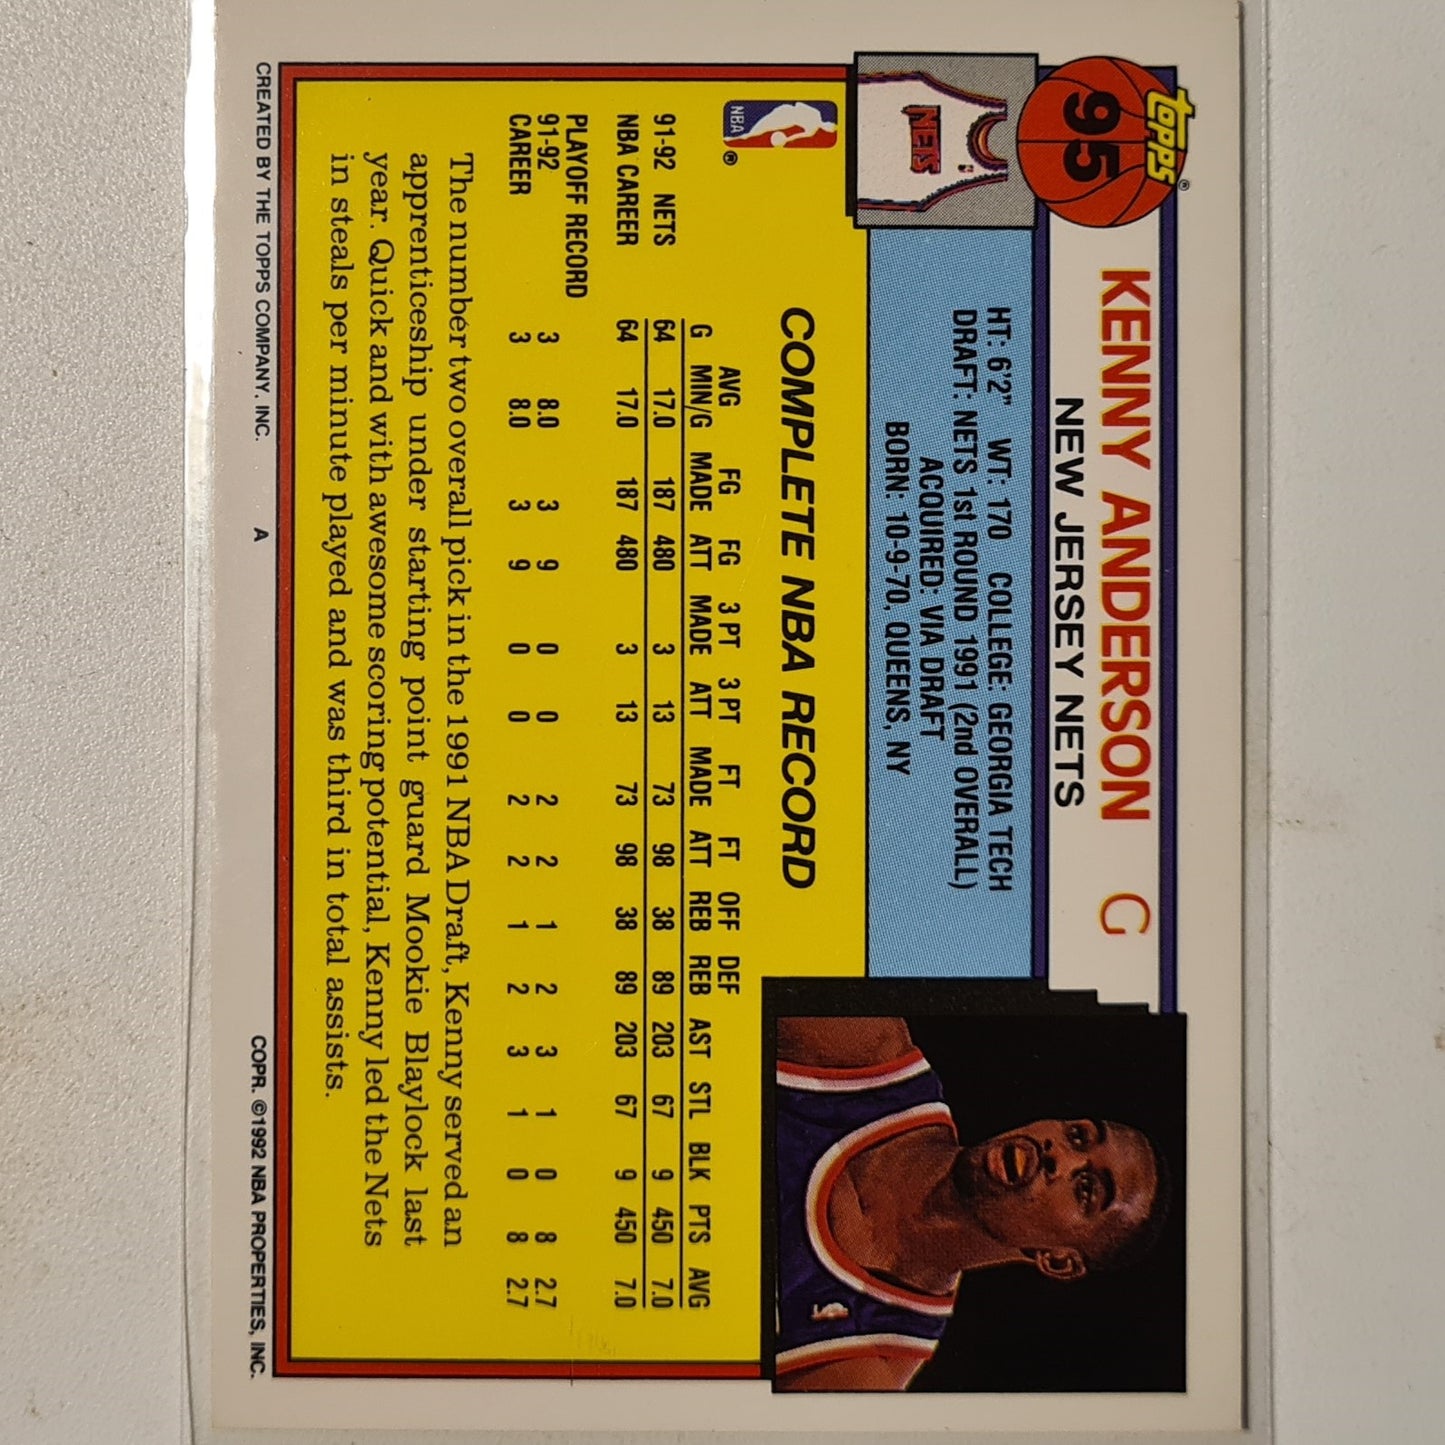 Topps®
95
KENNY ANDERSON C
NEW JERSEY NETS
NETS
HT: 6'2" WT: 170 COLLEGE: GEORGIA TECH
DRAFT: NETS 1st ROUND 1991 (2nd OVERALL)
ACQUIRED: VIA DRAFT
BORN: 10-9-70, QUEENS, NY
NBA ®
COMPLETE NBA RECORD
AVG FG FG 3 PT 3 PT FT FT OFF DEF
G MIN/G MADE ATT MADE ATT MADE ATT REB REB AST STL BLK PTS AVG
91-92 NETS 64 17.0 187 480 3 13 73 98 38 89 203 67 9 450 7.0
NBA CAREER 64 17.0 187 480 3 13 73 98 38 89 203 67 9 450 7.0
PLAYOFF RECORD
91-92 3 8.0 3 9 0 0 2 2 1 2 3 1 0 8 2.7
CAREER 3 8.0 3 9 0 0 2 2 1 2 3 1 0 8 2.7
The number two overall pick in the 1991 NBA Draft, Kenny served an
apprenticeship under starting point guard Mookie Blaylock last
year. Quick and with awesome scoring potential, Kenny led the Nets
in steals per minute played and was third in total assists.
CREATED BY THE TOPPS COMPANY, INC. A COPR. ©1992 NBA PROPERTIES, INC.